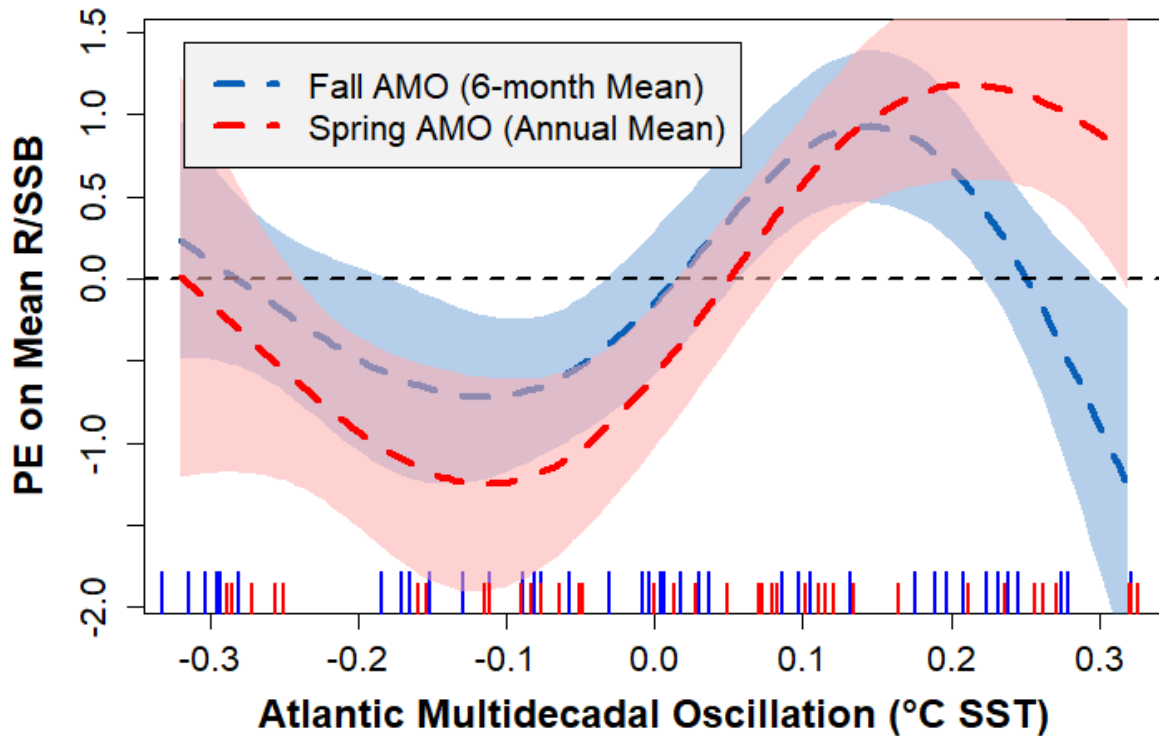 Fall AMO (6-month Mean)
Spring AMO (Annual Mean)
PE on Mean R/SSB
1.5
1.0
0.5
0.0
-1.0
-2.0
-0.3 -0.2 -0.1 0.0 0.1 0.2 0.3
Atlantic Multidecadal Oscillation (°C SST)